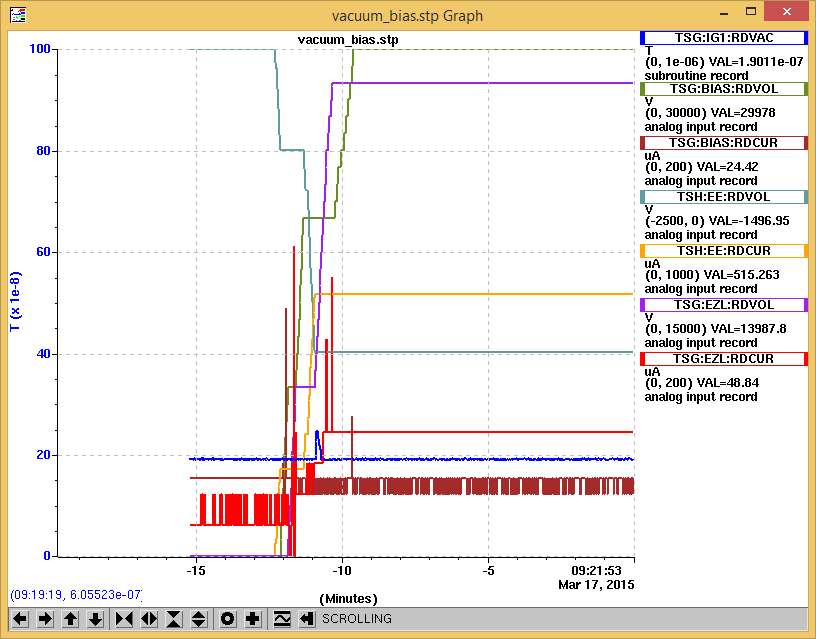 vacuum_bias.stp Graph
vacuum_bias.stp
100
80
60
40
20
0
T (x 1e-8)
-15
-10
-5
09:21:53
Mar 17, 2015
(Minutes)
(09:19:19, 6.05523e-07)
TSG:IG1:RDVAC
T
(0, 1e-06) VAL=1.9011e-07
subroutine record
TSG:BIAS:RDVOL
V
(0, 30000) VAL=29978
analog input record
TSG:BIAS:RDCUR
uA
(0, 200) VAL=24.42
analog input record
TSH:EE:RDVOL
V
(-2500, 0) VAL=-1496.95
analog input record
TSH:EE:RDCUR
uA
(0, 1000) VAL=515.263
analog input record
TSG:EZL:RDVOL
V
(0, 15000) VAL=13987.8
analog input record
TSG:EZL:RDCUR
uA
(0, 200) VAL=48.84
analog input record
SCROLLING